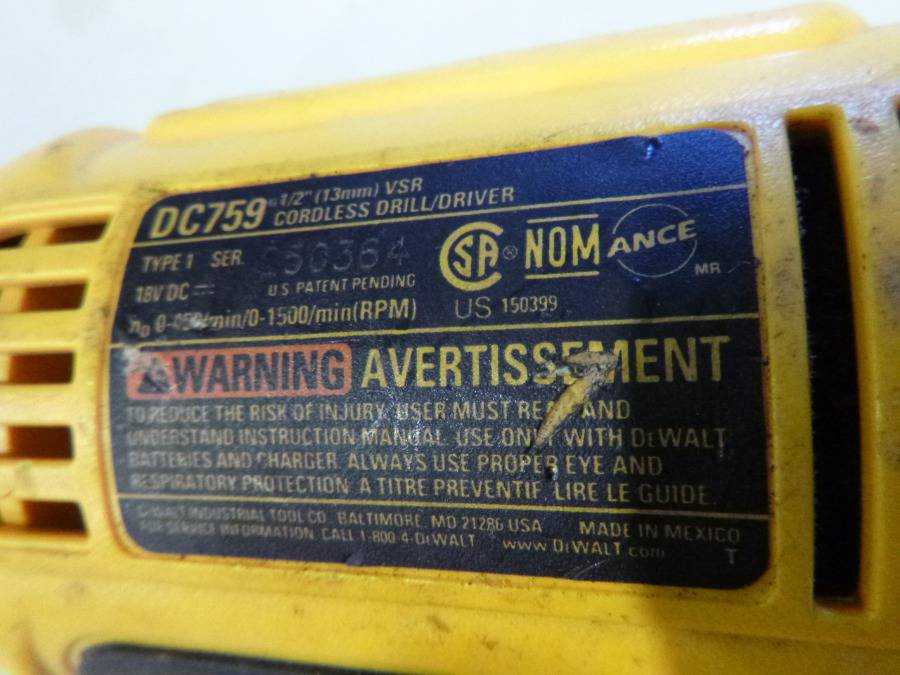 DC759 1/2" (13mm) VSR
CORDLESS DRILL/DRIVER
TYPE 1 SER. 50364
18V DC U.S. PATENT PENDING
n0 /min/0-1500/min(RPM)
SA ® NOM ANCE
MR
US 150399
WARNING AVERTISSEMENT
TO REDUCE THE RISK OF INJURY, USER MUST READ AND
UNDERSTAND INSTRUCTION MANUAL. USE ONLY WITH DEWALT
BATTERIES AND CHARGER. ALWAYS USE PROPER EYE AND
RESPIRATORY PROTECTION. A TITRE PREVENTIF, LIRE LE GUIDE.
DEWALT INDUSTRIAL TOOL CO., BALTIMORE, MD 21286 USA MADE IN MEXICO
FOR SERVICE INFORMATION, CALL 1-800-4-DEWALT www.DEWALT.com T